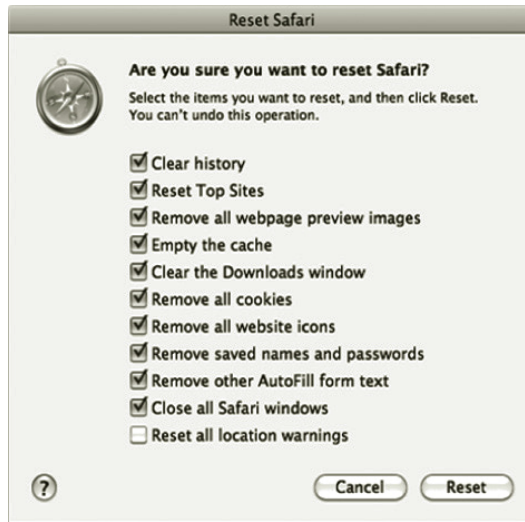 Reset Safari
Are you sure you want to reset Safari?
Select the items you want to reset, and then click Reset.
You can't undo this operation.
Clear history
Reset Top Sites
Remove all webpage preview images
Empty the cache
Clear the Downloads window
Remove all cookies
Remove all website icons
Remove saved names and passwords
Remove other AutoFill form text
Close all Safari windows
Reset all location warnings
? Cancel Reset